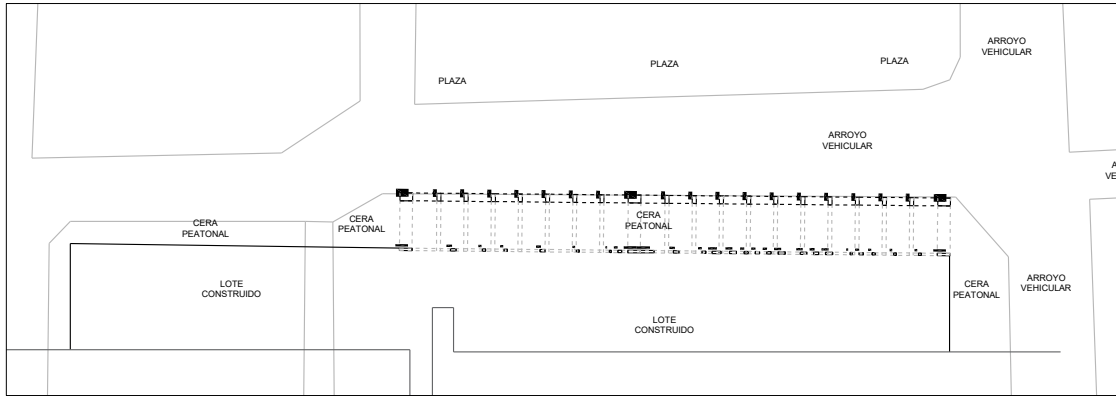 ARROYO
VEHICULAR
PLAZA
PLAZA
PLAZA
ARROYO
VEHICULAR
A
VE
CERA
PEATONAL
CERA
PEATONAL
CERA
PEATONAL
LOTE
CONSTRUIDO
CERA
PEATONAL
ARROYO
VEHICULAR
LOTE
CONSTRUIDO